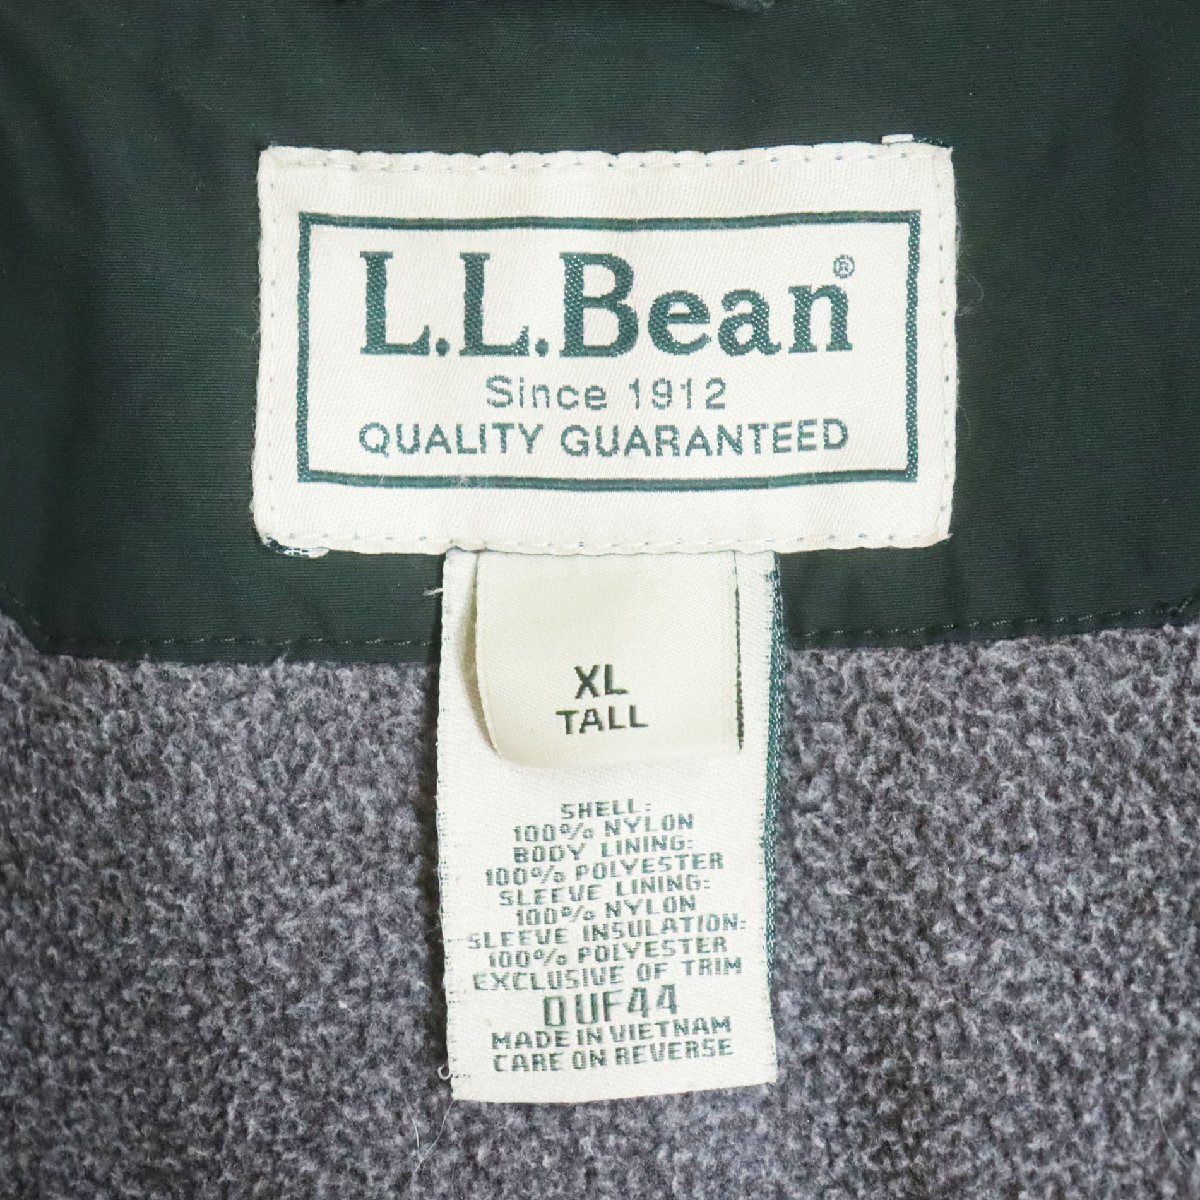 L.L.Bean®
Since 1912
QUALITY GUARANTEED
XL
TALL
SHELL:
100% NYLON
BODY LINING:
100% POLYESTER
SLEEVE LINING:
100% NYLON
SLEEVE INSULATION:
100% POLYESTER
EXCLUSIVE OF TRIM
0UF44
MADE IN VIETNAM
CARE ON REVERSE